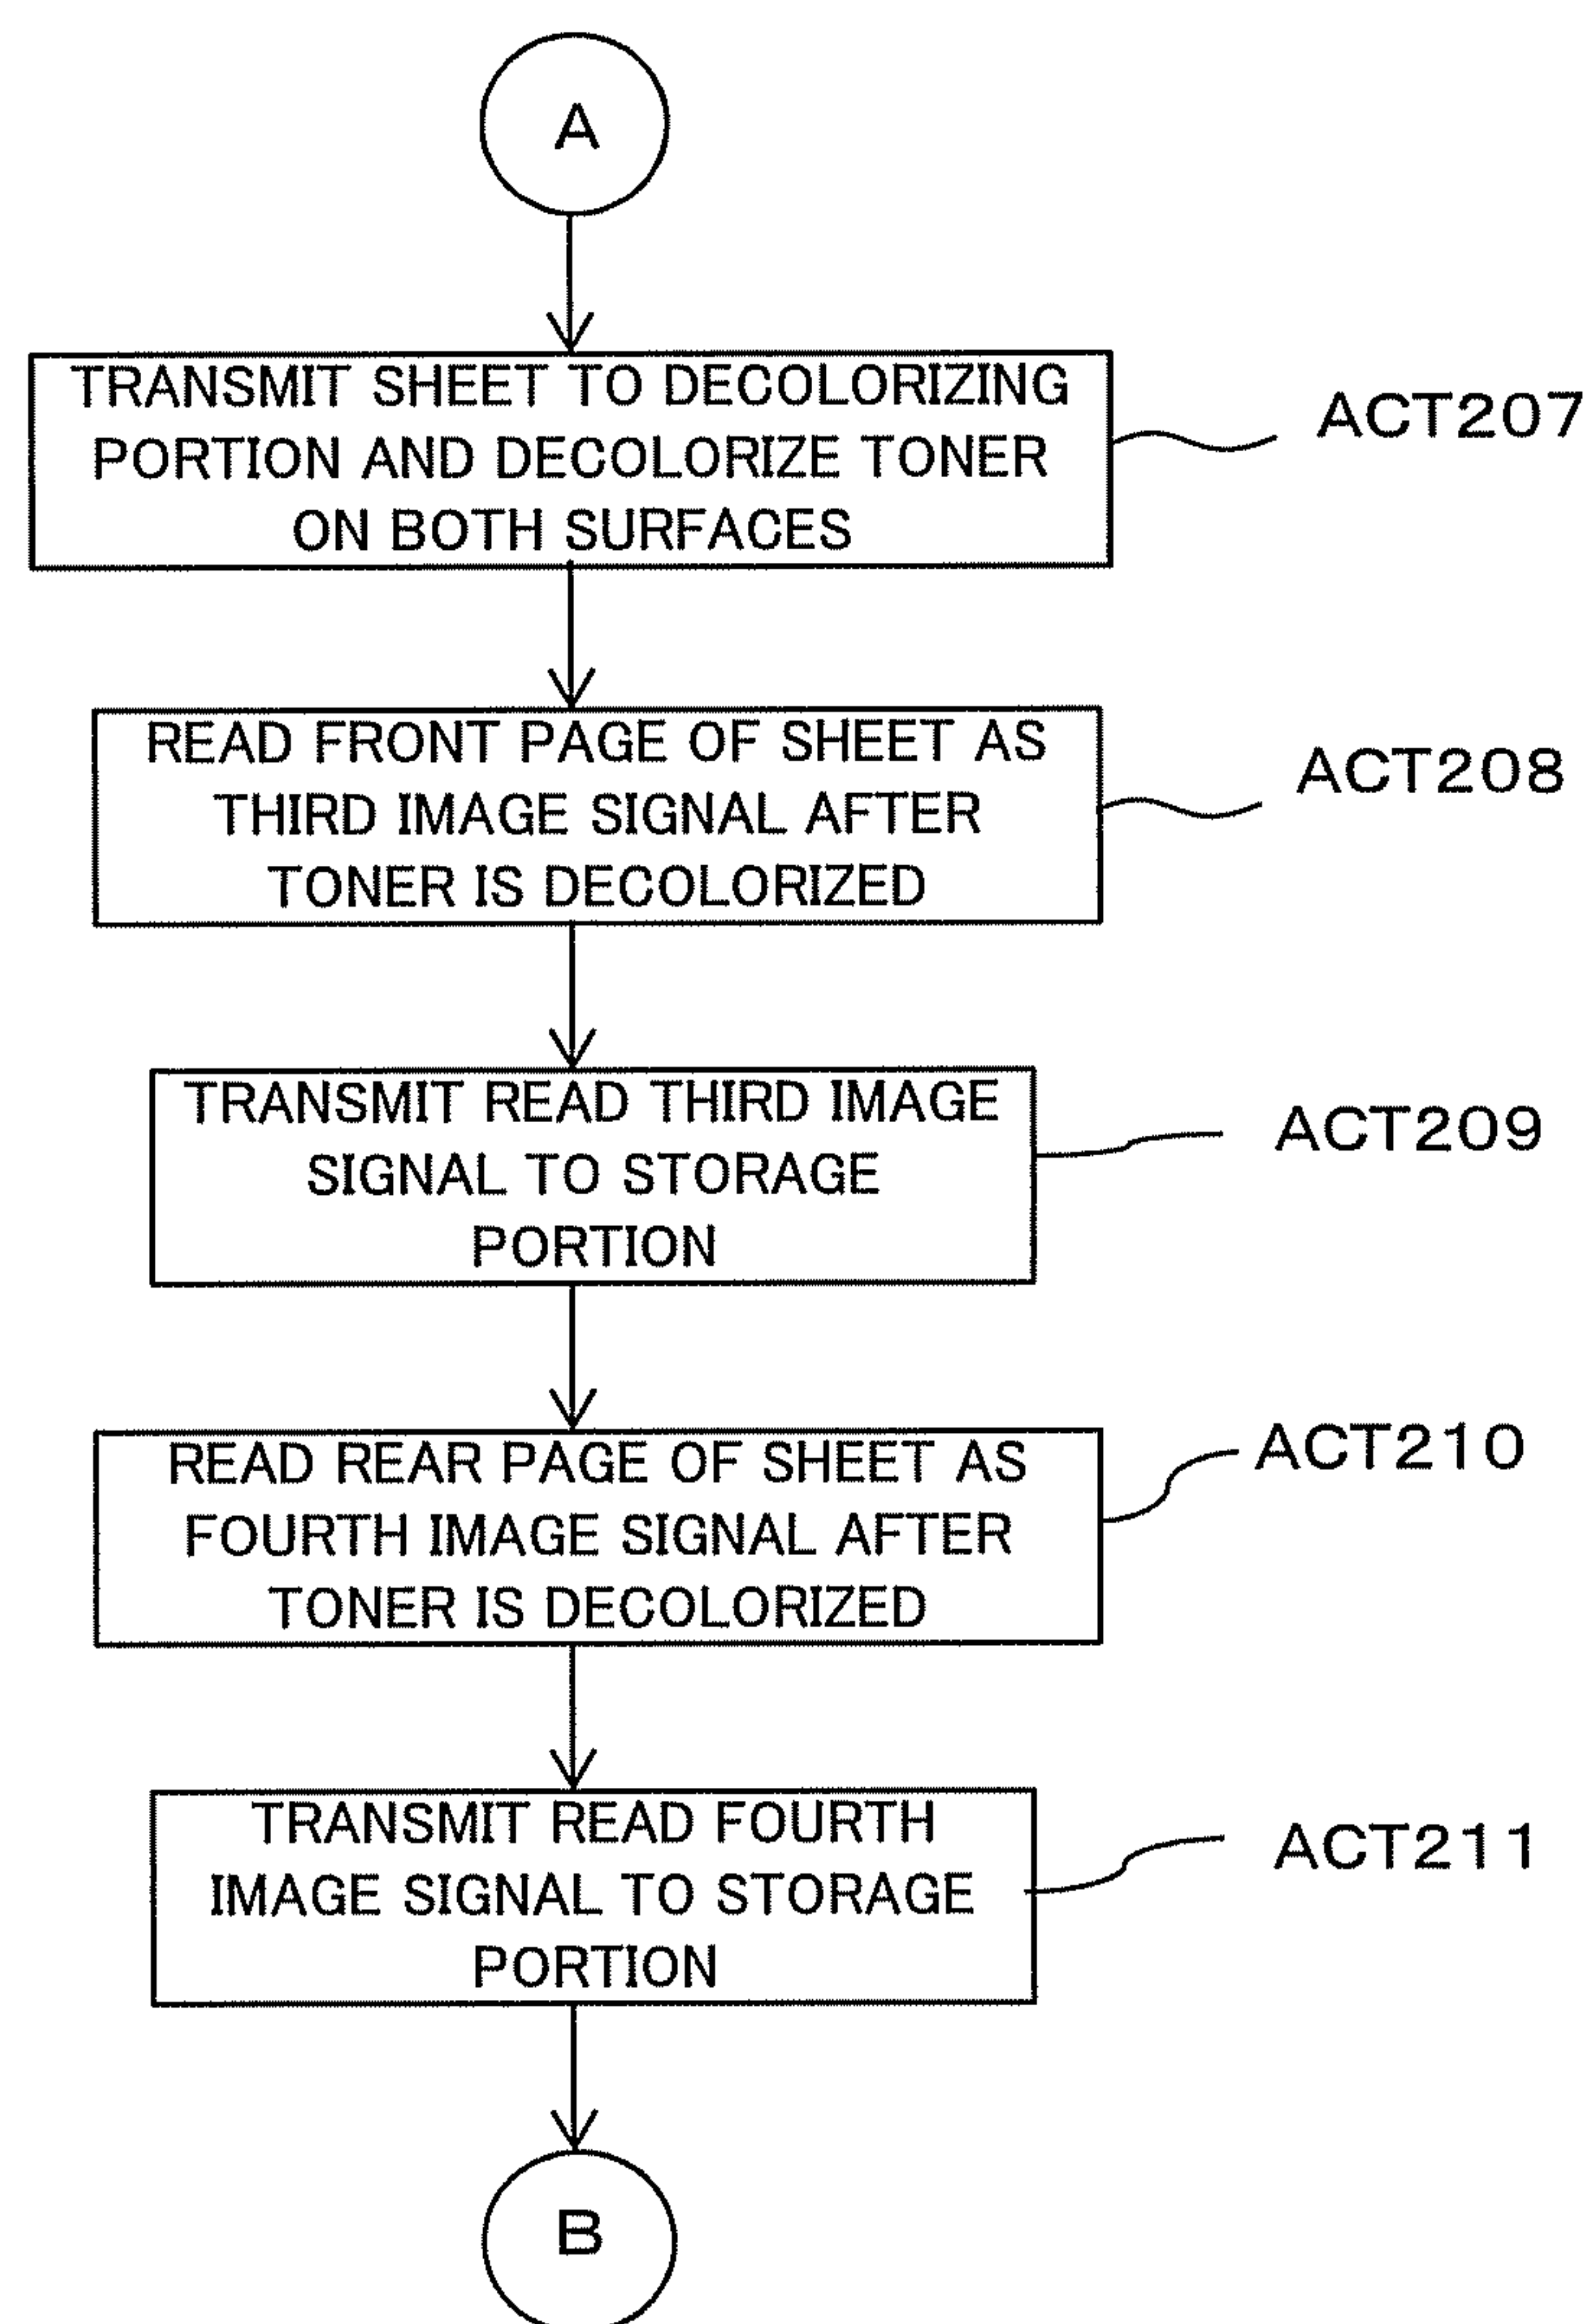 A
TRANSMIT SHEET TO DECOLORIZING
PORTION AND DECOLORIZE TONER
ON BOTH SURFACES
ACT207
READ FRONT PAGE OF SHEET AS
THIRD IMAGE SIGNAL AFTER
TONER IS DECOLORIZED
ACT208
TRANSMIT READ THIRD IMAGE
SIGNAL TO STORAGE
PORTION
ACT209
READ REAR PAGE OF SHEET AS
FOURTH IMAGE SIGNAL AFTER
TONER IS DECOLORIZED
ACT210
TRANSMIT READ FOURTH
IMAGE SIGNAL TO STORAGE
PORTION
ACT211
B